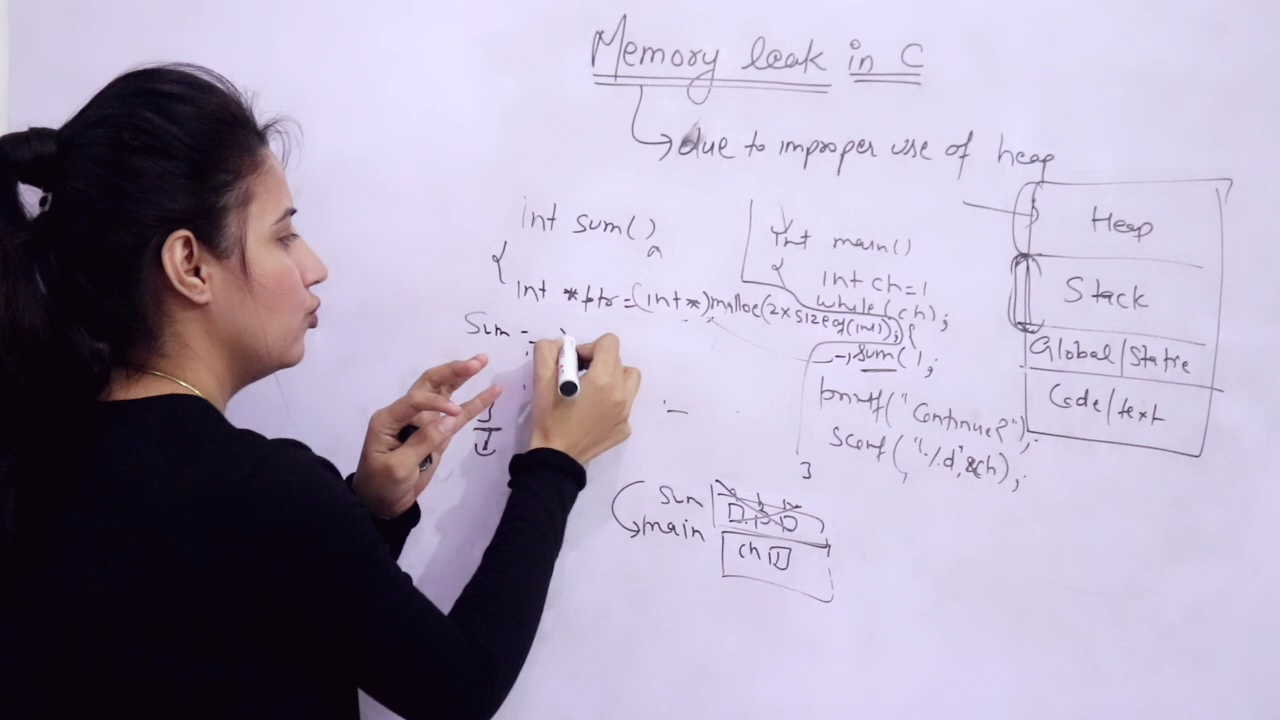 Memory leak in C
due to improper use of heap
int sum()
{
int *ptr=(int*)malloc(2xsizeof(int));
sum =
}
int main()
{
int ch=1
while(ch);
{
sum(
printf("Continue?");
scanf("%d",&ch);
}
sum
main
ch
Heap
Stack
Global/Static
Code/text